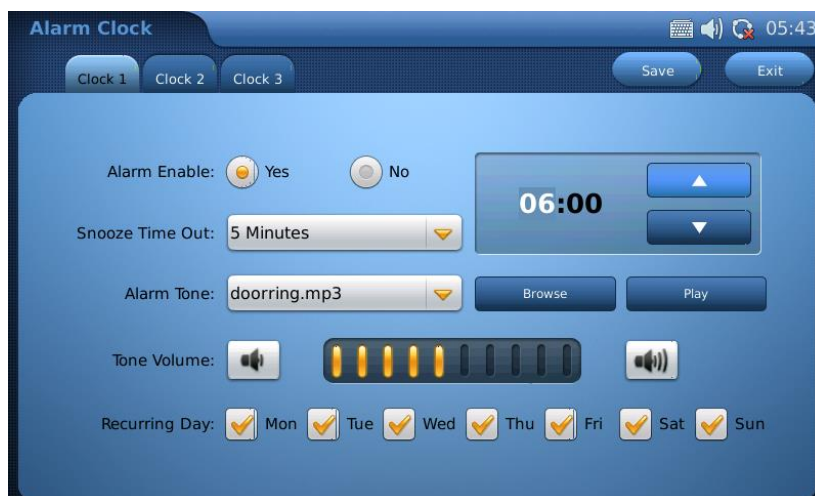 Alarm Clock 05:43
Clock 1 Clock 2 Clock 3 Save Exit
Alarm Enable: Yes No
06:00
Snooze Time Out: 5 Minutes
Alarm Tone: doorring.mp3 Browse Play
Tone Volume:
Recurring Day: Mon Tue Wed Thu Fri Sat Sun